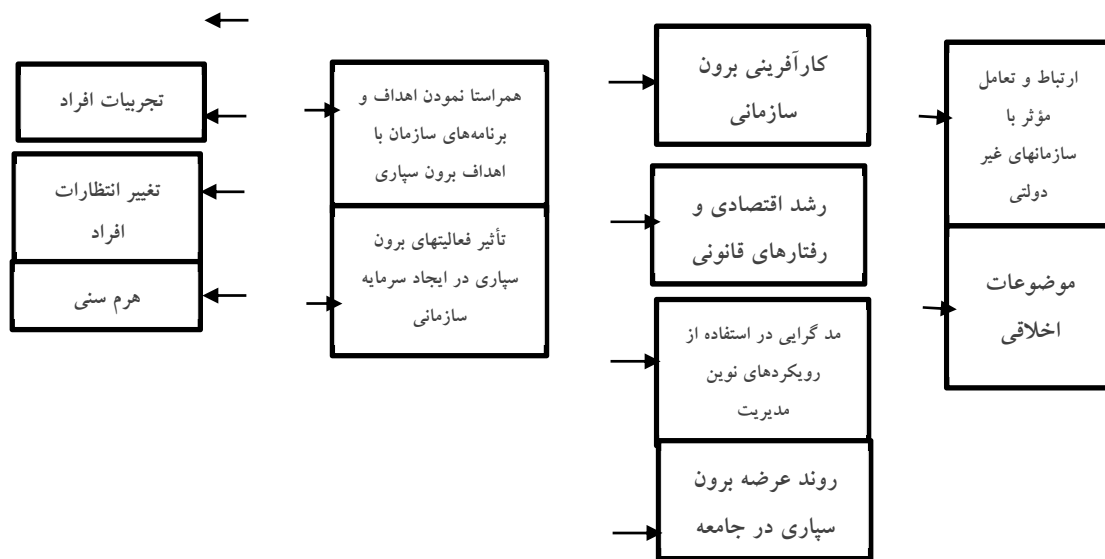 ارتباط و تعامل
مؤثر با
سازمانهای غیر
دولتی
موضوعات
اخلاقی
کارآفرینی برون
سازمانی
رشد اقتصادی و
رفتارهای قانونی
مد گرایی در استفاده از
رویکردهای نوین
مدیریت
روند عرضه برون
سپاری در جامعه
همراستا نمودن اهداف و
برنامه‌های سازمان با
اهداف برون سپاری
تأثیر فعالیتهای برون
سپاری در ایجاد سرمایه
سازمانی
تجربیات افراد
تغییر انتظارات
افراد
هرم سنی